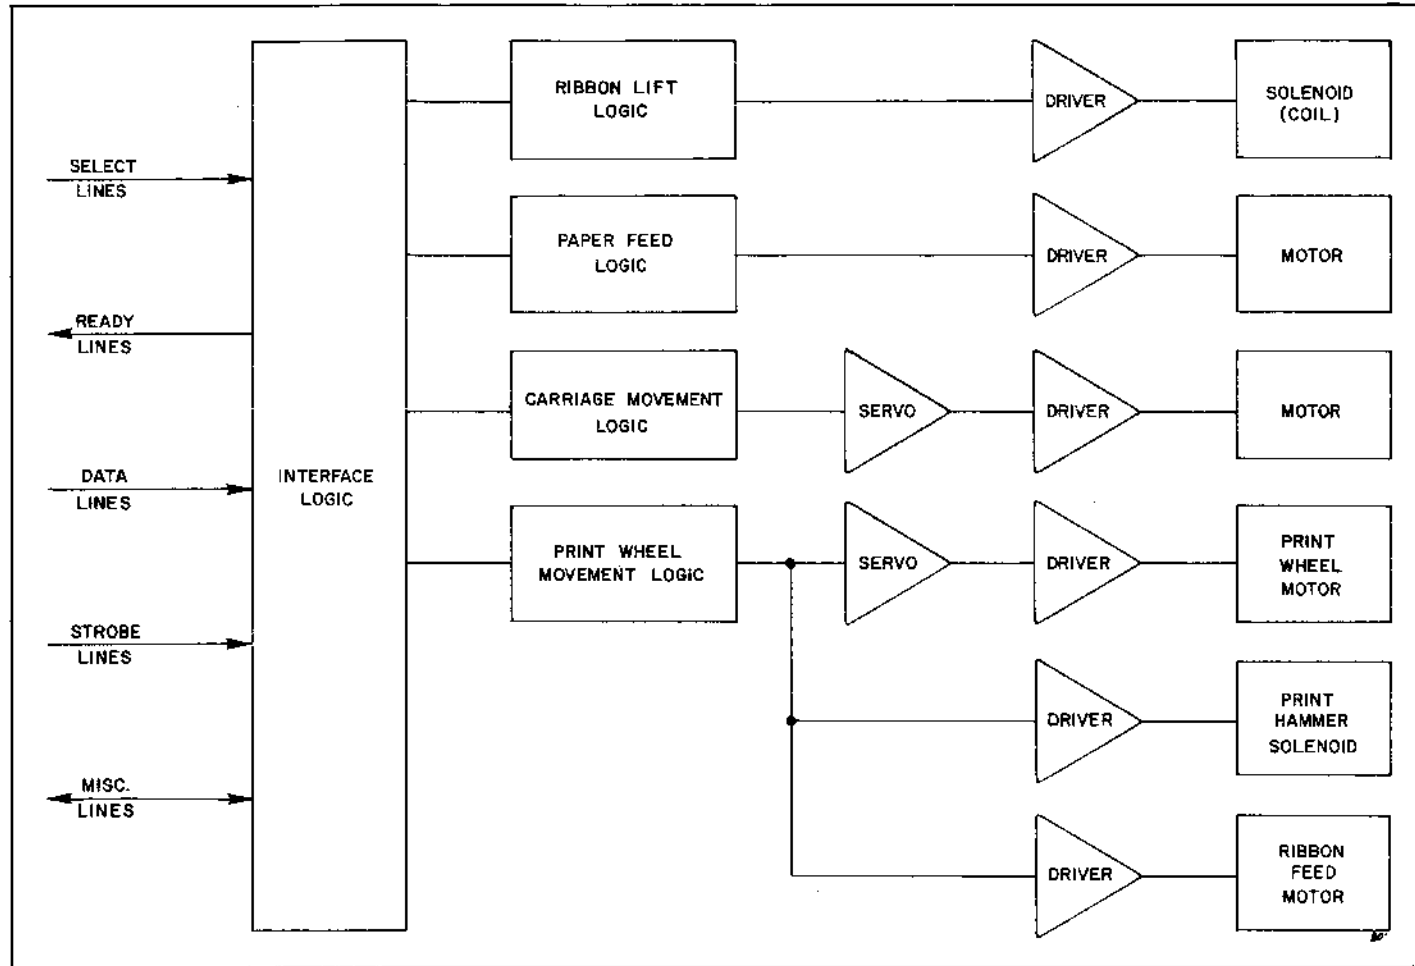 SELECT
LINES
READY
LINES
DATA
LINES
STROBE
LINES
MISC.
LINES
INTERFACE
LOGIC
RIBBON LIFT
LOGIC
DRIVER
SOLENOID
(COIL)
PAPER FEED
LOGIC
DRIVER
MOTOR
CARRIAGE MOVEMENT
LOGIC
SERVO
DRIVER
MOTOR
PRINT WHEEL
MOVEMENT LOGIC
SERVO
DRIVER
PRINT
WHEEL
MOTOR
DRIVER
PRINT
HAMMER
SOLENOID
DRIVER
RIBBON
FEED
MOTOR